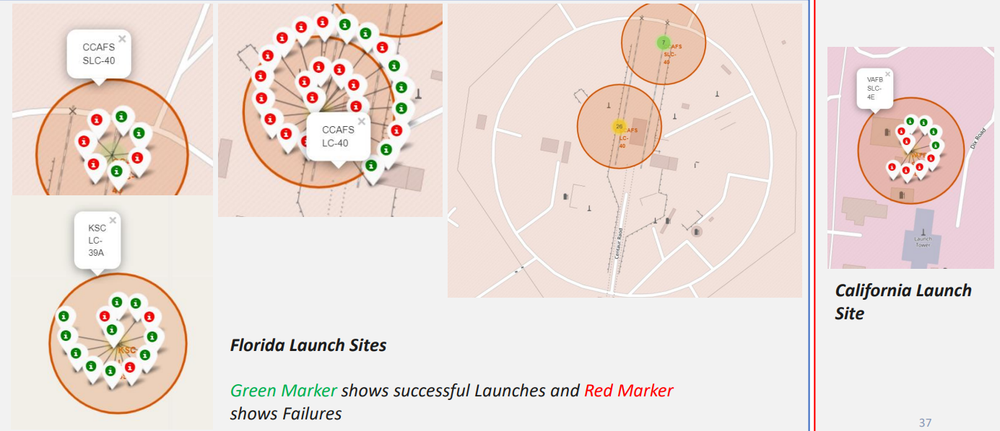 CCAFS
SLC-40
CCAFS
LC-40
7
CCAFS
SLC-
40
26
CCAFS
LC-
40
Centaur Road
VAFB
SLC-
4E
Dix Road
Launch
Tower
KSC
LC-
39A
KSC
California Launch
Site
Florida Launch Sites
Green Marker shows successful Launches and Red Marker
shows Failures
37